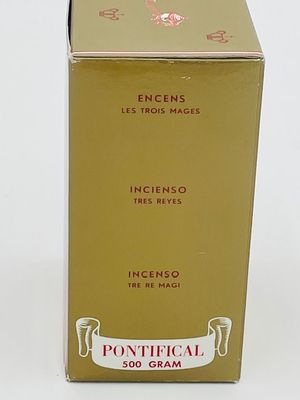 ENCENS
LES TROIS MAGES
INCIENSO
TRES REYES
INCENSO
TRE RE MAGI
PONTIFICAL
500 GRAM